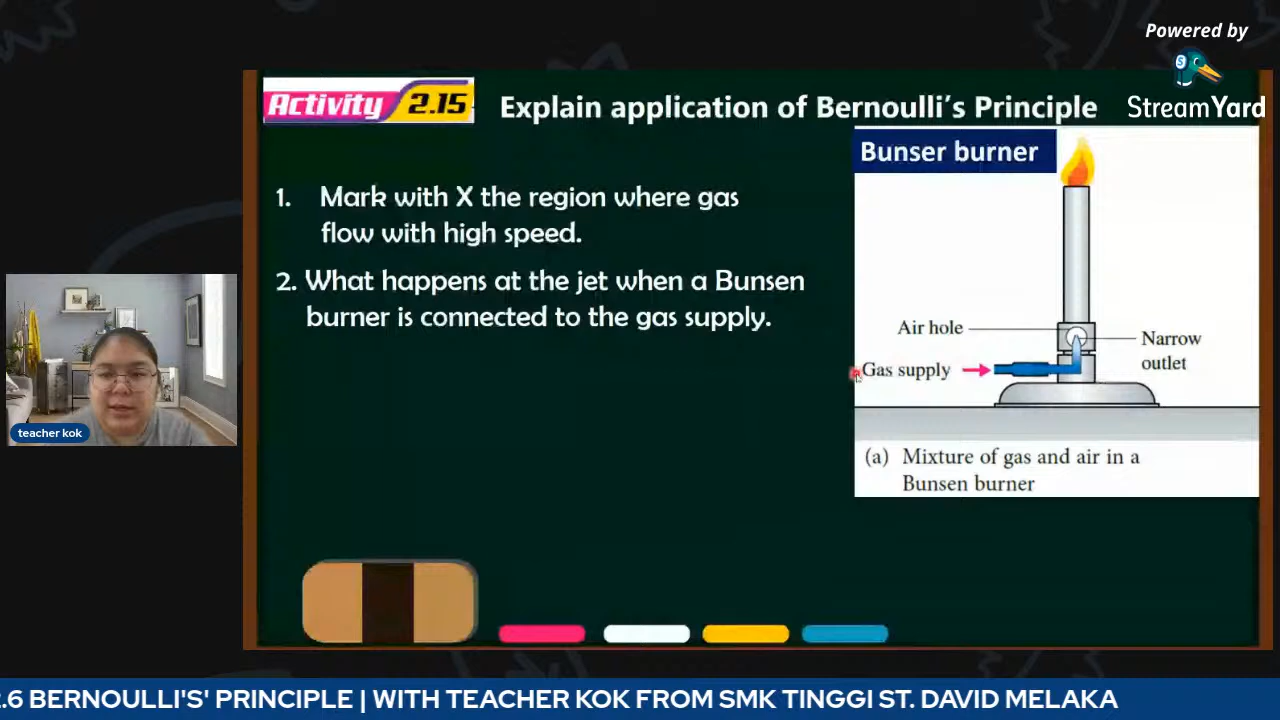 Powered by
StreamYard
Activity 2.15
Explain application of Bernoulli's Principle
Bunser burner
1. Mark with X the region where gas
flow with high speed.
2. What happens at the jet when a Bunsen
burner is connected to the gas supply.
Air hole
Narrow
outlet
Gas supply
(a) Mixture of gas and air in a
Bunsen burner
teacher kok
2.6 BERNOULLI'S' PRINCIPLE | WITH TEACHER KOK FROM SMK TINGGI ST. DAVID MELAKA